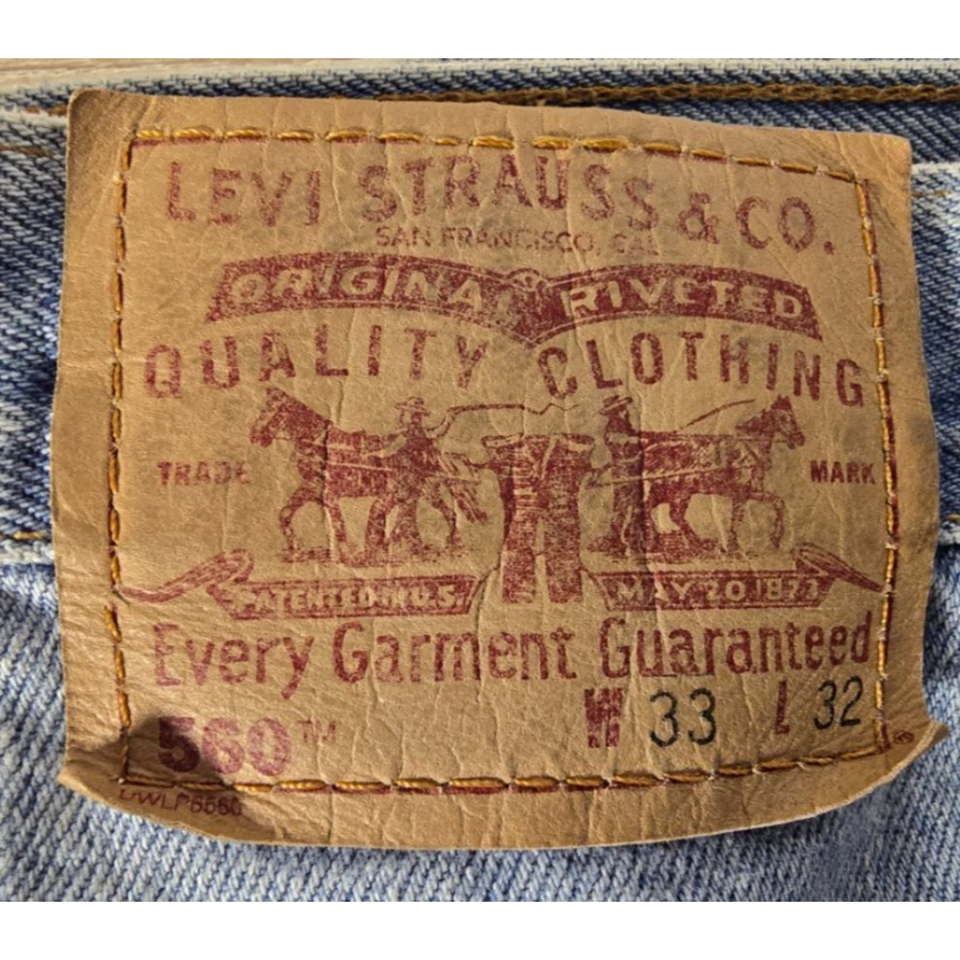 LEVI STRAUSS & CO.
SAN FRANCISCO, CAL
ORIGINAL RIVETED
QUALITY CLOTHING
TRADE MARK
PATENTED IN U.S. MAY 20 1873
Every Garment Guaranteed
560™ W 33 L 32
®